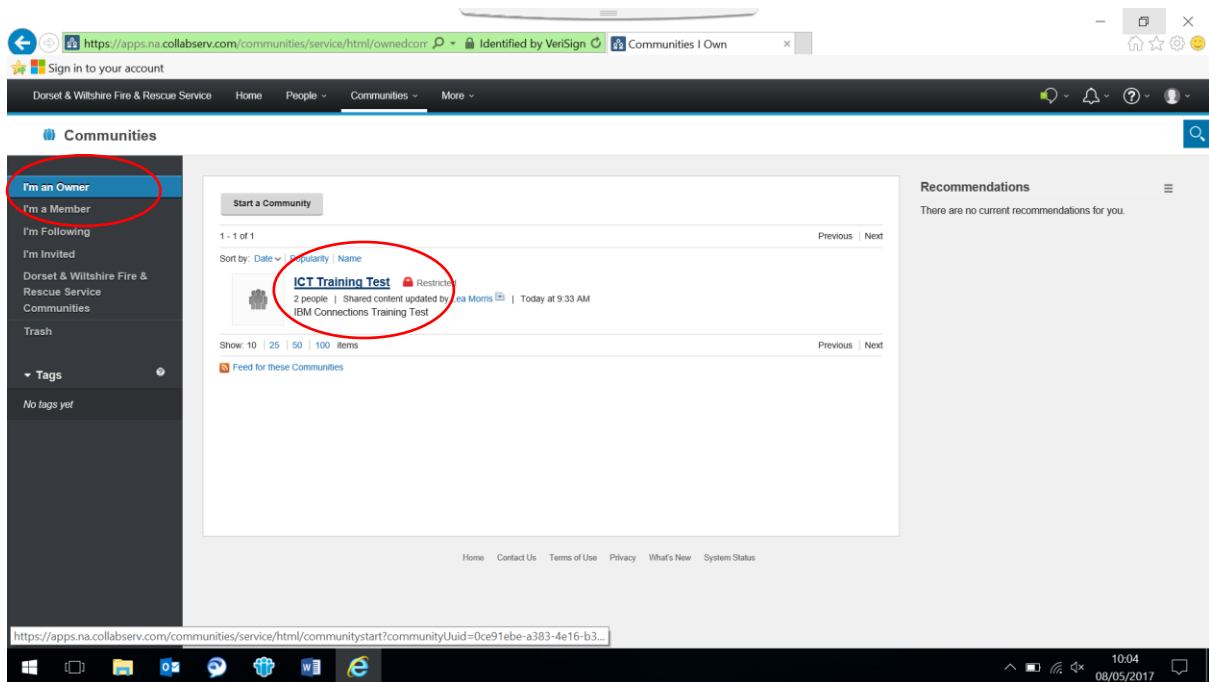 https://apps.na.collabserv.com/communities/service/html/ownedcom
Identified by VeriSign
Communities I Own
Sign in to your account
Dorset & Wiltshire Fire & Rescue Service Home People Communities More
Communities
I'm an Owner
I'm a Member
I'm Following
I'm Invited
Dorset & Wiltshire Fire &
Rescue Service
Communities
Trash
Tags
No tags yet
Start a Community
1 - 1 of 1 Previous Next
Sort by: Date Popularity Name
ICT Training Test Restricted
2 people | Shared content updated by Lea Morris | Today at 9:33 AM
IBM Connections Training Test
Show: 10 | 25 | 50 | 100 items Previous Next
Feed for these Communities
Recommendations
There are no current recommendations for you.
Home Contact Us Terms of Use Privacy What's New System Status
https://apps.na.collabserv.com/communities/service/html/communitystart?communityUuid=0ce91ebe-a383-4e16-b3...
10:04
08/05/2017